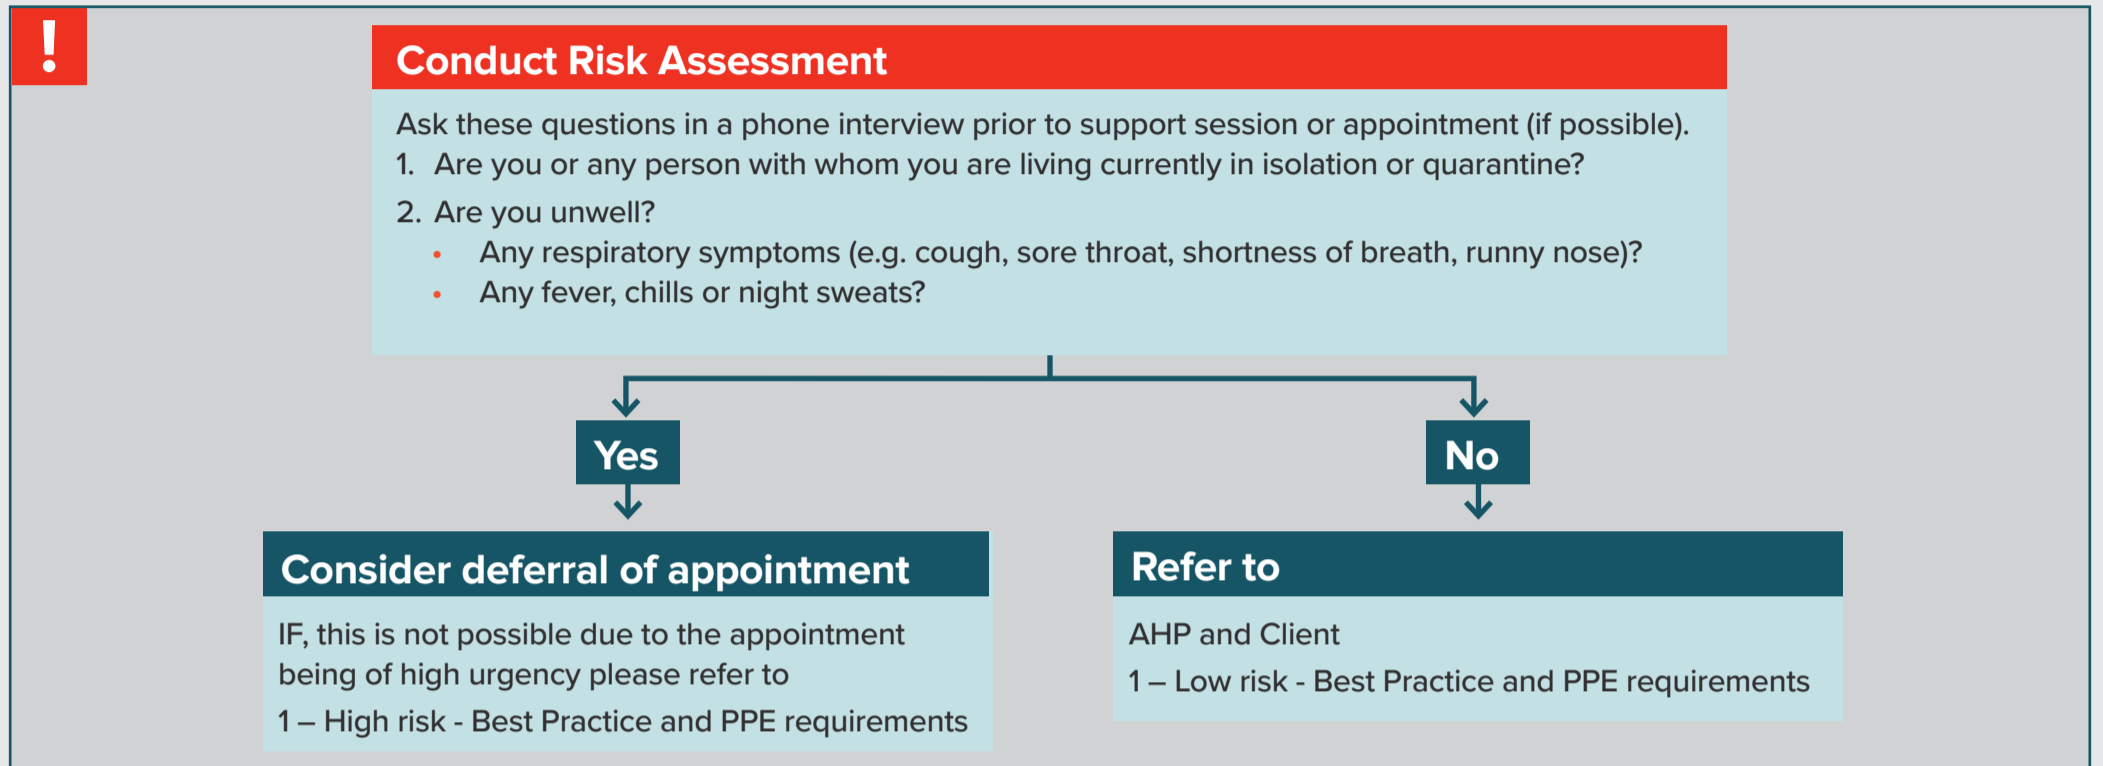 !
Conduct Risk Assessment
Ask these questions in a phone interview prior to support session or appointment (if possible).
1. Are you or any person with whom you are living currently in isolation or quarantine?
2. Are you unwell?
• Any respiratory symptoms (e.g. cough, sore throat, shortness of breath, runny nose)?
• Any fever, chills or night sweats?
Yes
No
Consider deferral of appointment
IF, this is not possible due to the appointment
being of high urgency please refer to
1 – High risk - Best Practice and PPE requirements
Refer to
AHP and Client
1 – Low risk - Best Practice and PPE requirements